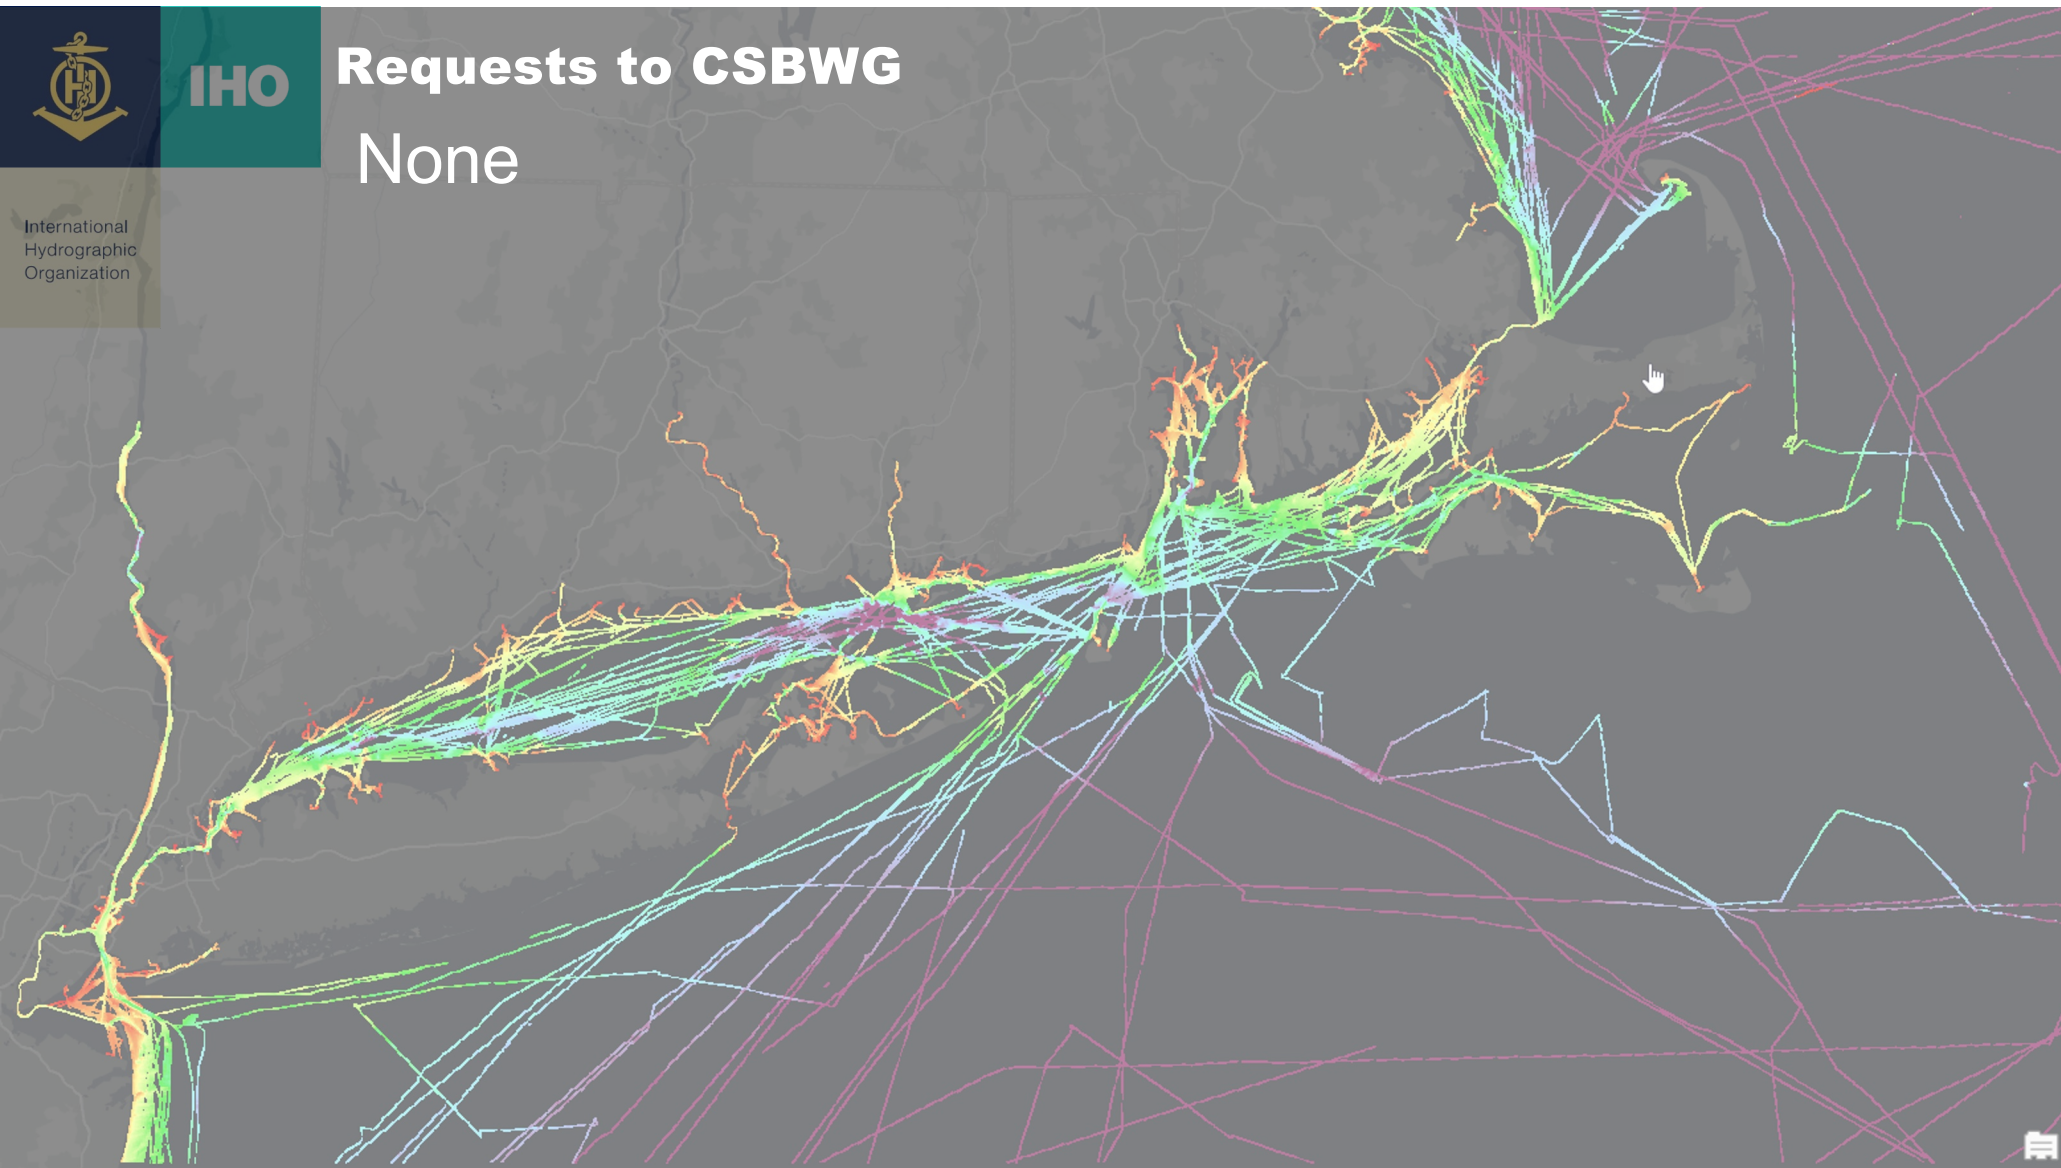 IHO
Requests to CSBWG
None
International
Hydrographic
Organization